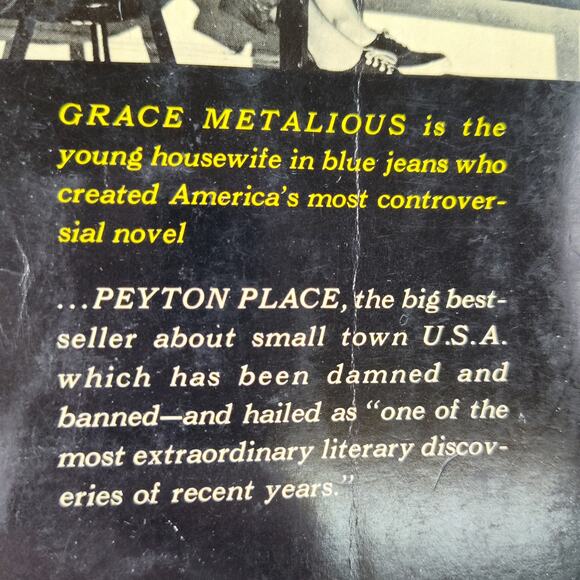 GRACE METALIOUS is the
young housewife in blue jeans who
created America's most controver-
sial novel
...PEYTON PLACE, the big best-
seller about small town U.S.A.
which has been damned and
banned—and hailed as "one of the
most extraordinary literary discov-
eries of recent years."